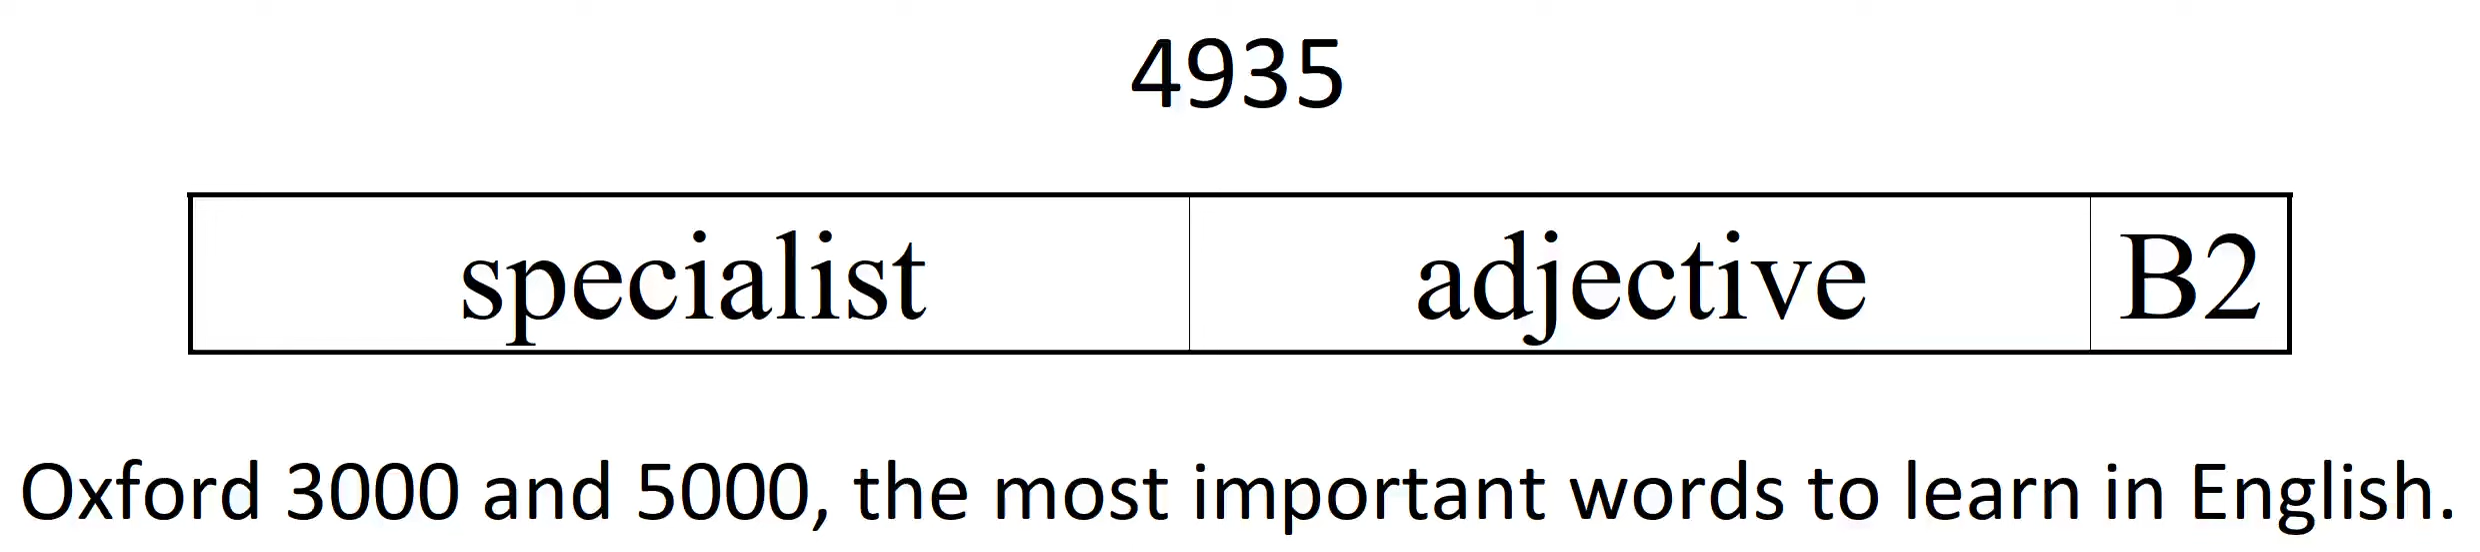 4935
specialist adjective B2
Oxford 3000 and 5000, the most important words to learn in English.